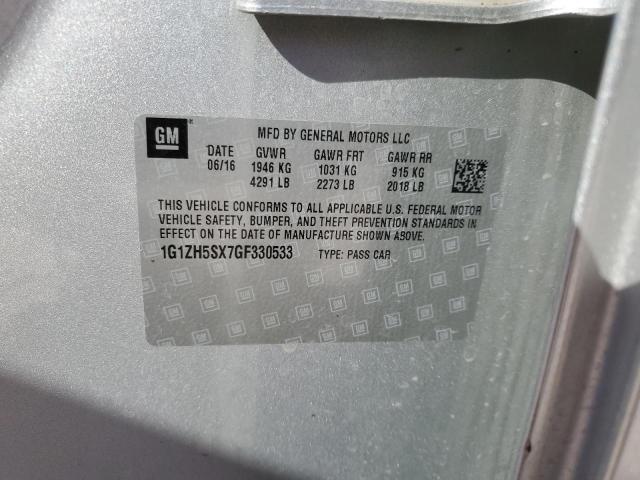 GM
MFD BY GENERAL MOTORS LLC
DATE GVWR GAWR FRT GAWR RR
06/16 1946 KG 1031 KG 915 KG
4291 LB 2273 LB 2018 LB
THIS VEHICLE CONFORMS TO ALL APPLICABLE U.S. FEDERAL MOTOR
VEHICLE SAFETY, BUMPER, AND THEFT PREVENTION STANDARDS IN
EFFECT ON THE DATE OF MANUFACTURE SHOWN ABOVE.
1G1ZH5SX7GF330533 TYPE: PASS CAR